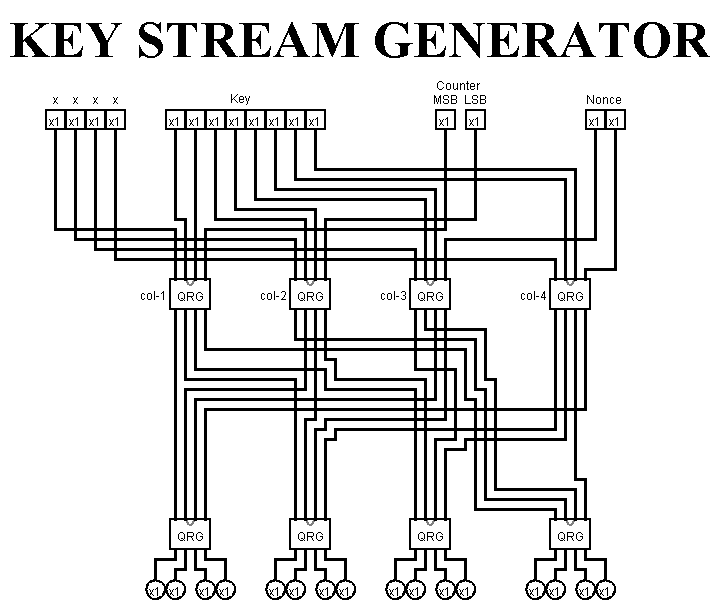 KEY STREAM GENERATOR
Counter
x x x x Key MSB LSB Nonce
x1 x1 x1 x1 x1 x1 x1 x1 x1 x1 x1 x1 x1 x1 x1 x1
col-1 QRG col-2 QRG col-3 QRG col-4 QRG
QRG QRG QRG QRG
x1 x1 x1 x1 x1 x1 x1 x1 x1 x1 x1 x1 x1 x1 x1 x1